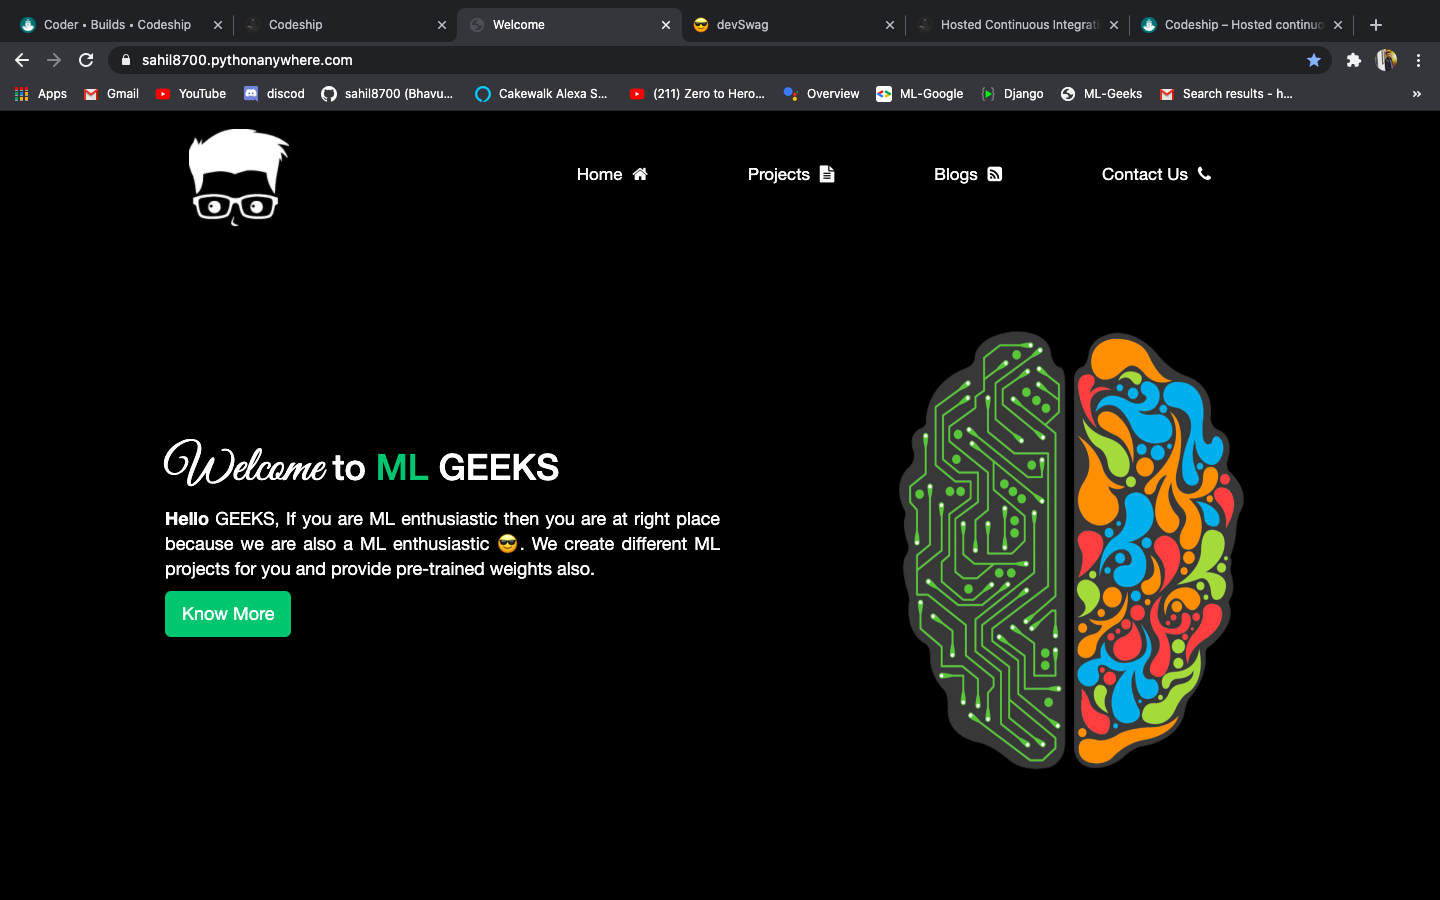 Coder • Builds • Codeship
Codeship
Welcome
devSwag
Hosted Continuous Integrati
Codeship – Hosted continuo
sahil8700.pythonanywhere.com
Apps
Gmail
YouTube
discod
sahil8700 (Bhavu...
Cakewalk Alexa S...
(211) Zero to Hero...
Overview
ML-Google
Django
ML-Geeks
Search results - h...
»
Home
Projects
Blogs
Contact Us
Welcome to ML GEEKS
Hello GEEKS, If you are ML enthusiastic then you are at right place
because we are also a ML enthusiastic 😎. We create different ML
projects for you and provide pre-trained weights also.
Know More